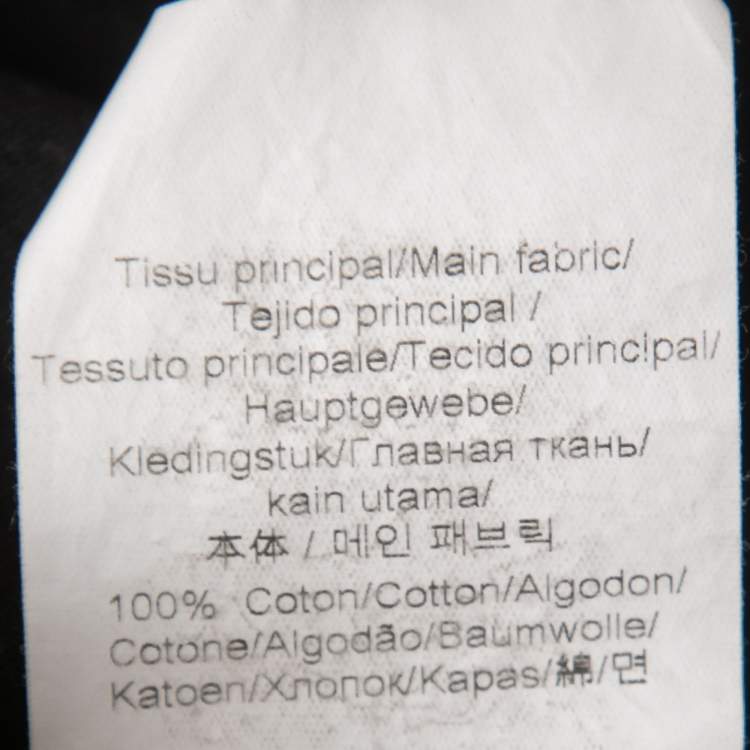 Tissu principal/Main fabric/
Tejido principal /
Tessuto principale/Tecido principal/
Hauptgewebe/
Kledingstuk/Главная ткань/
kain utama/
本体 / 메인 패브릭
100% Coton/Cotton/Algodon/
Cotone/Algodão/Baumwolle/
Katoen/Хлопок/Kapas/綿/면